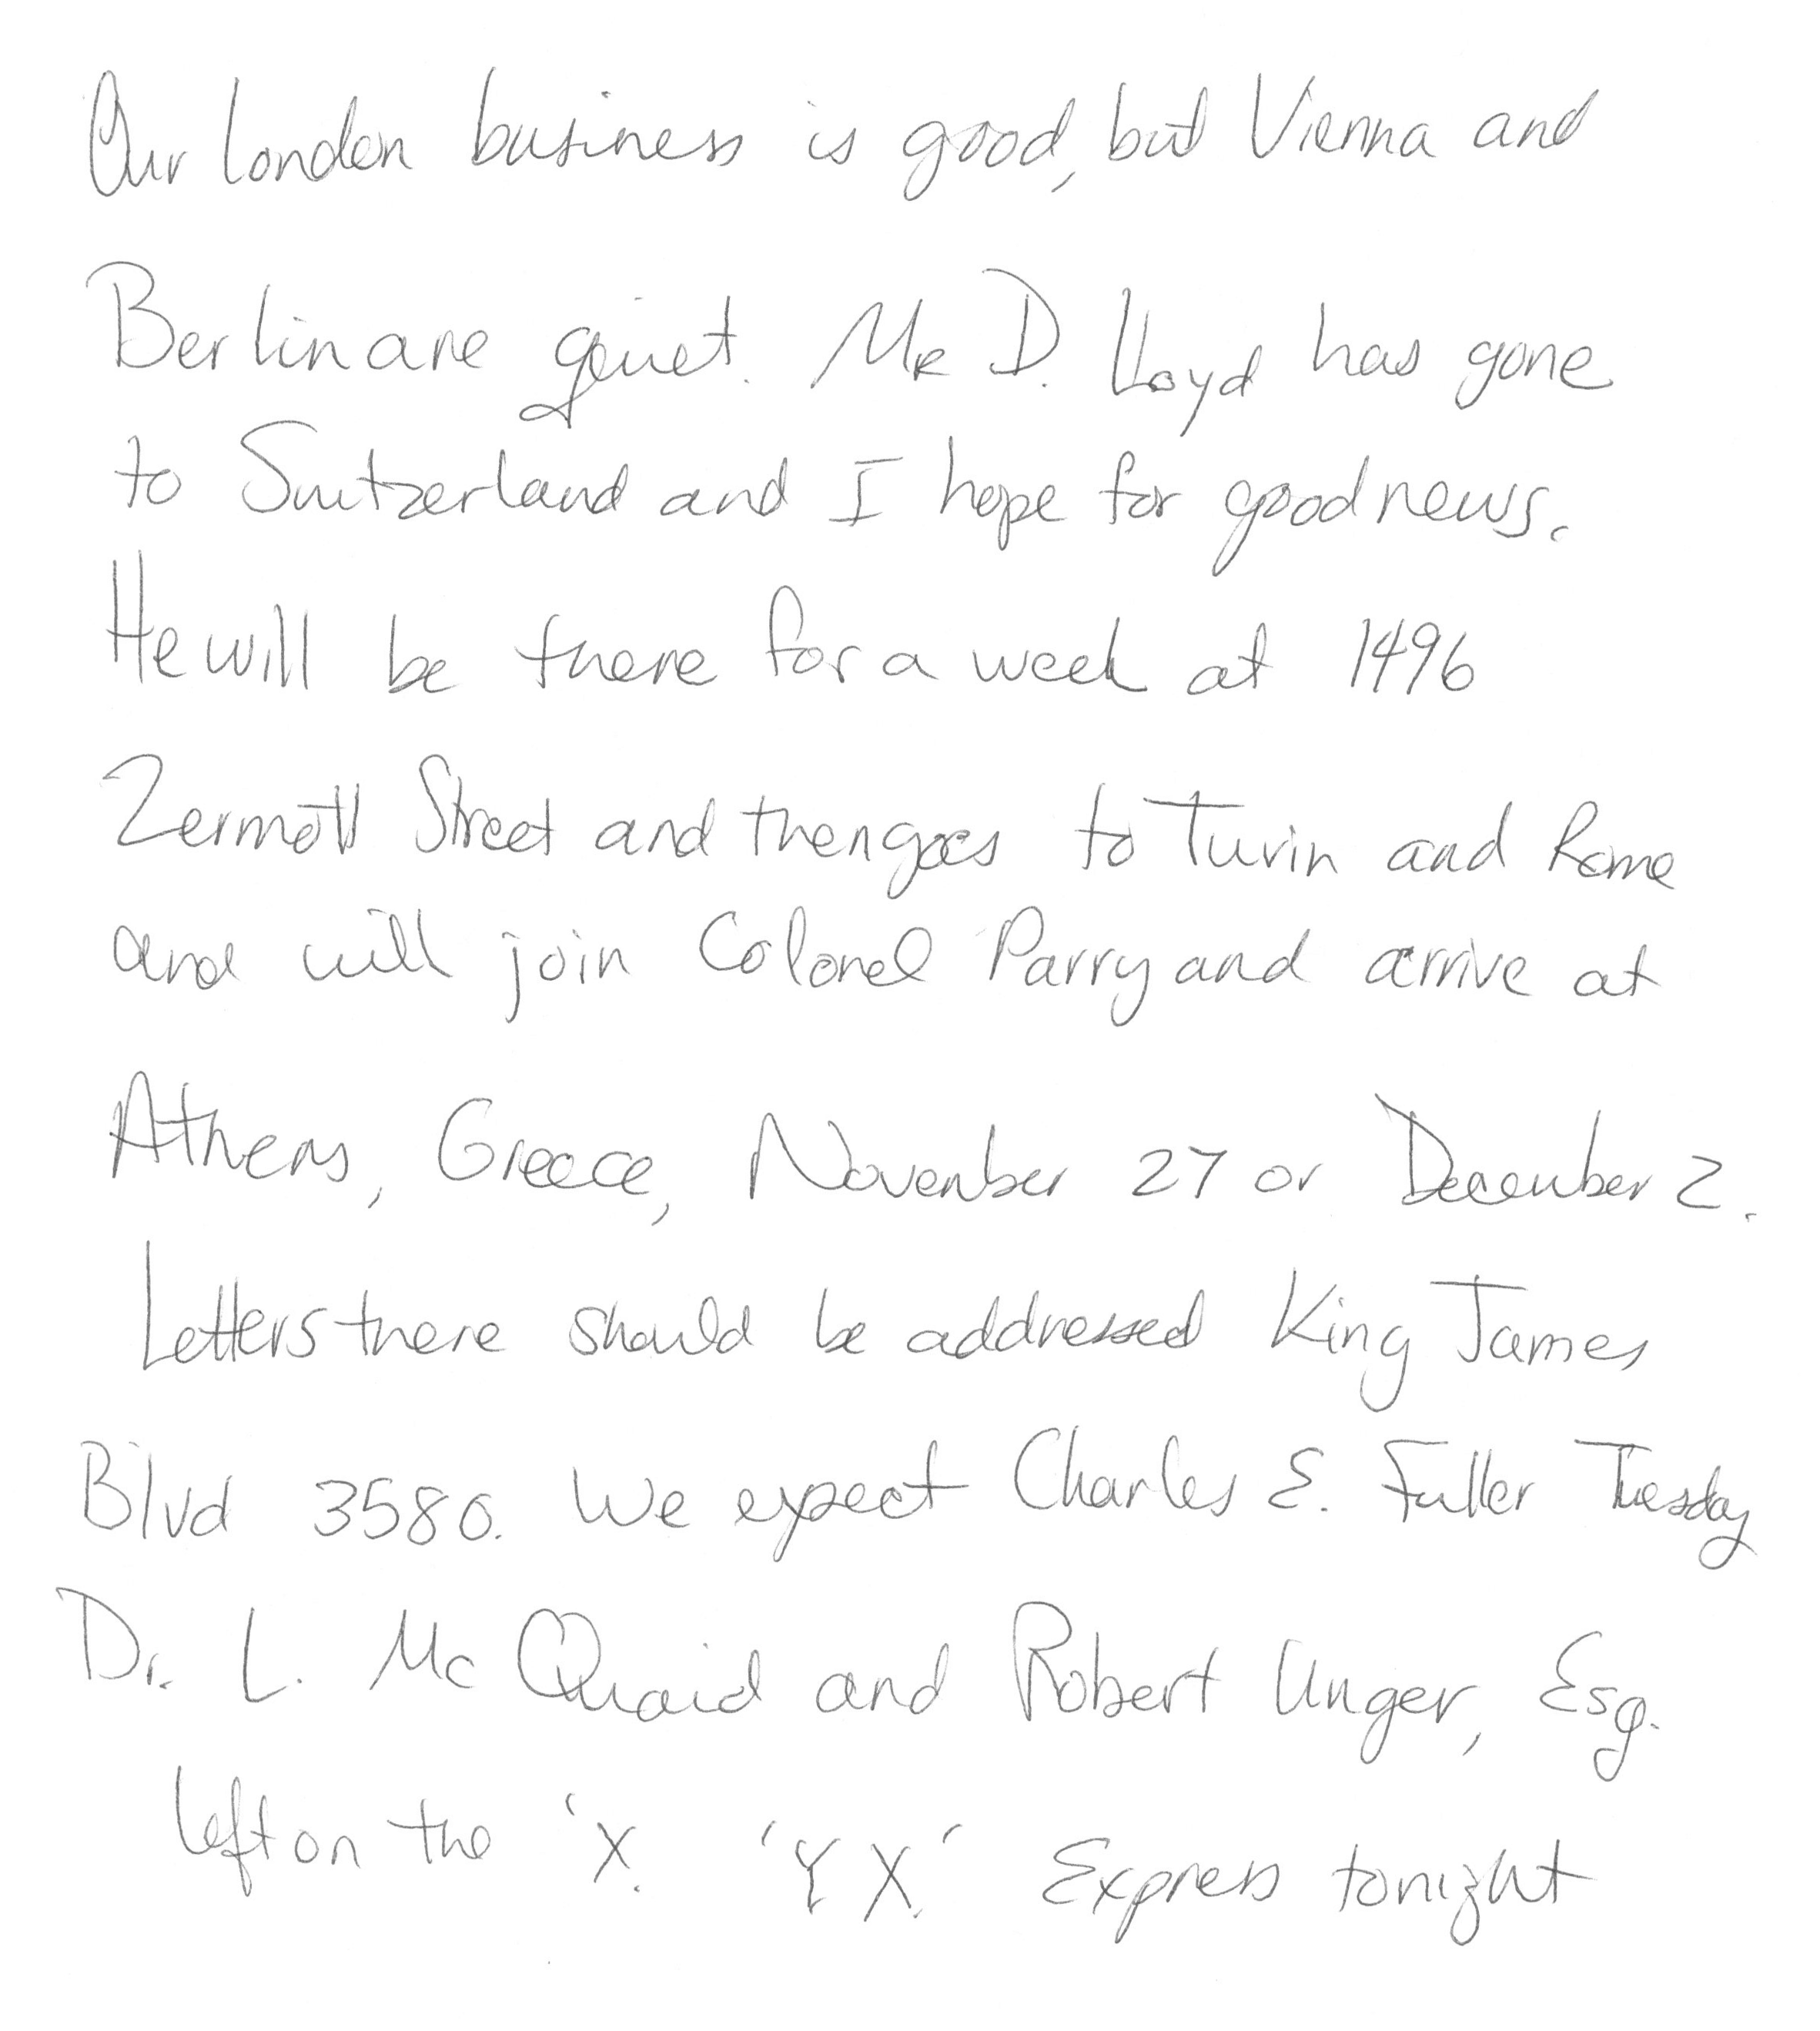 Our London business is good, but Vienna and
Berlin are quiet. Mr D. Lloyd has gone
to Switzerland and I hope for good news.
He will be there for a week at 1496
Zermott Street and then goes to Turin and Rome
and will join Colonel Parry and arrive at
Athens, Greece, November 27 or December 2.
Letters there should be addressed King James
Blvd 3580. We expect Charles E. Fuller Tuesday
Dr. L. Mc Quaid and Robert Unger, Esq.
left on the 'X. 'Y X.' Express tonight